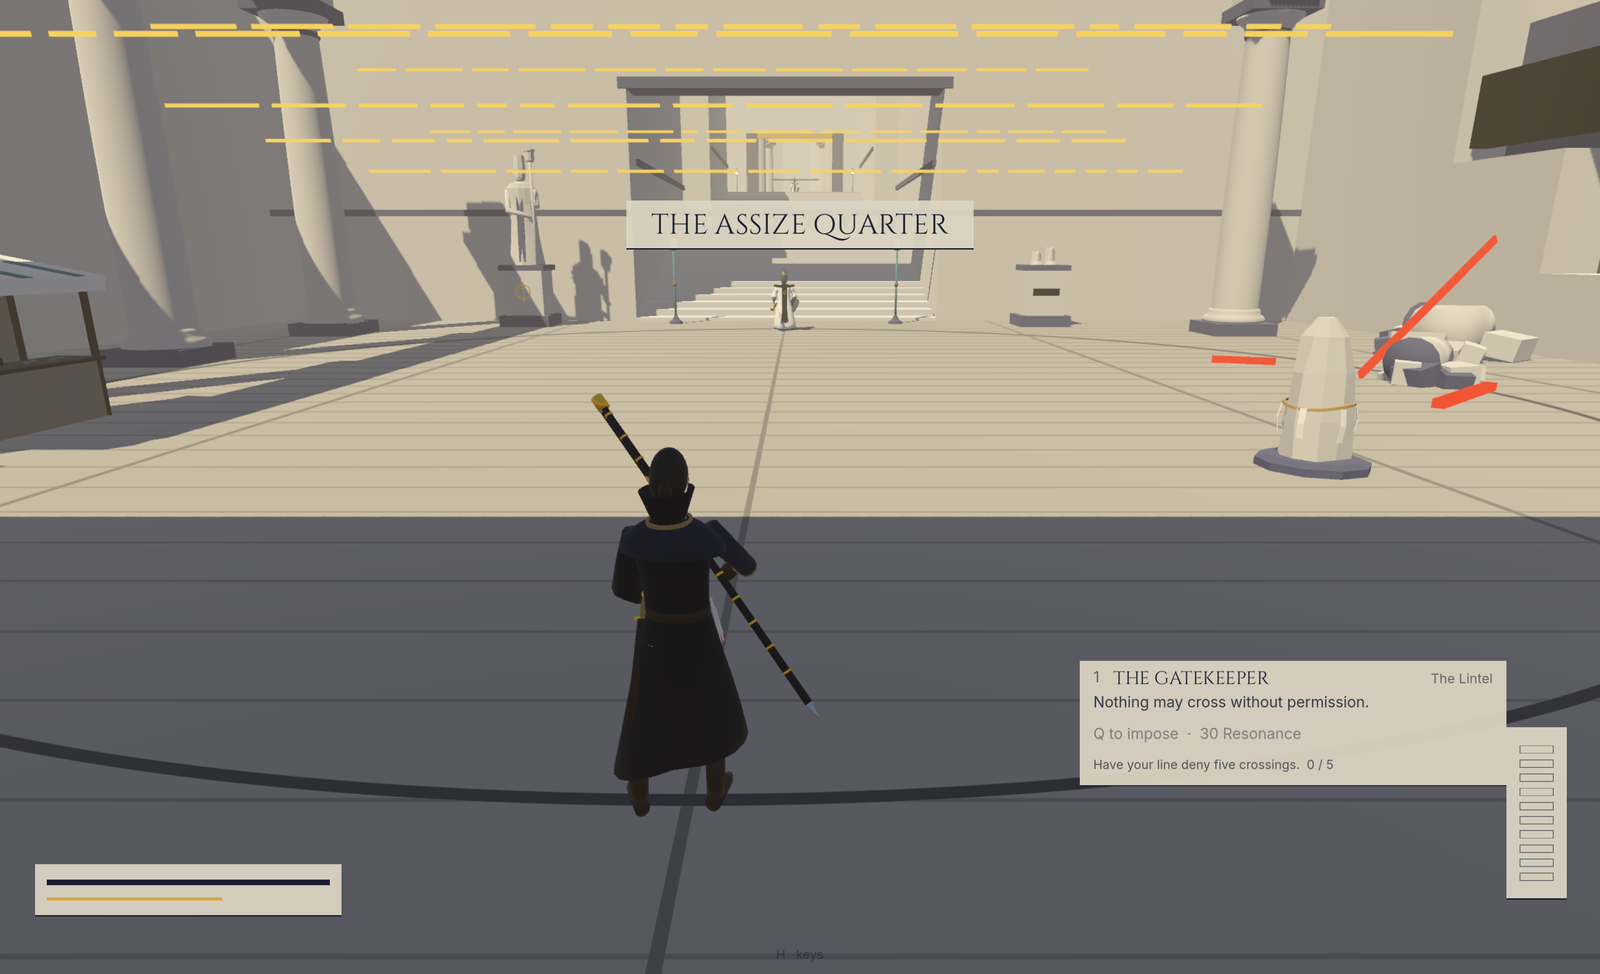 THE ASSIZE QUARTER
1 THE GATEKEEPER The Lintel
Nothing may cross without permission.
Q to impose · 30 Resonance
Have your line deny five crossings. 0 / 5
H keys